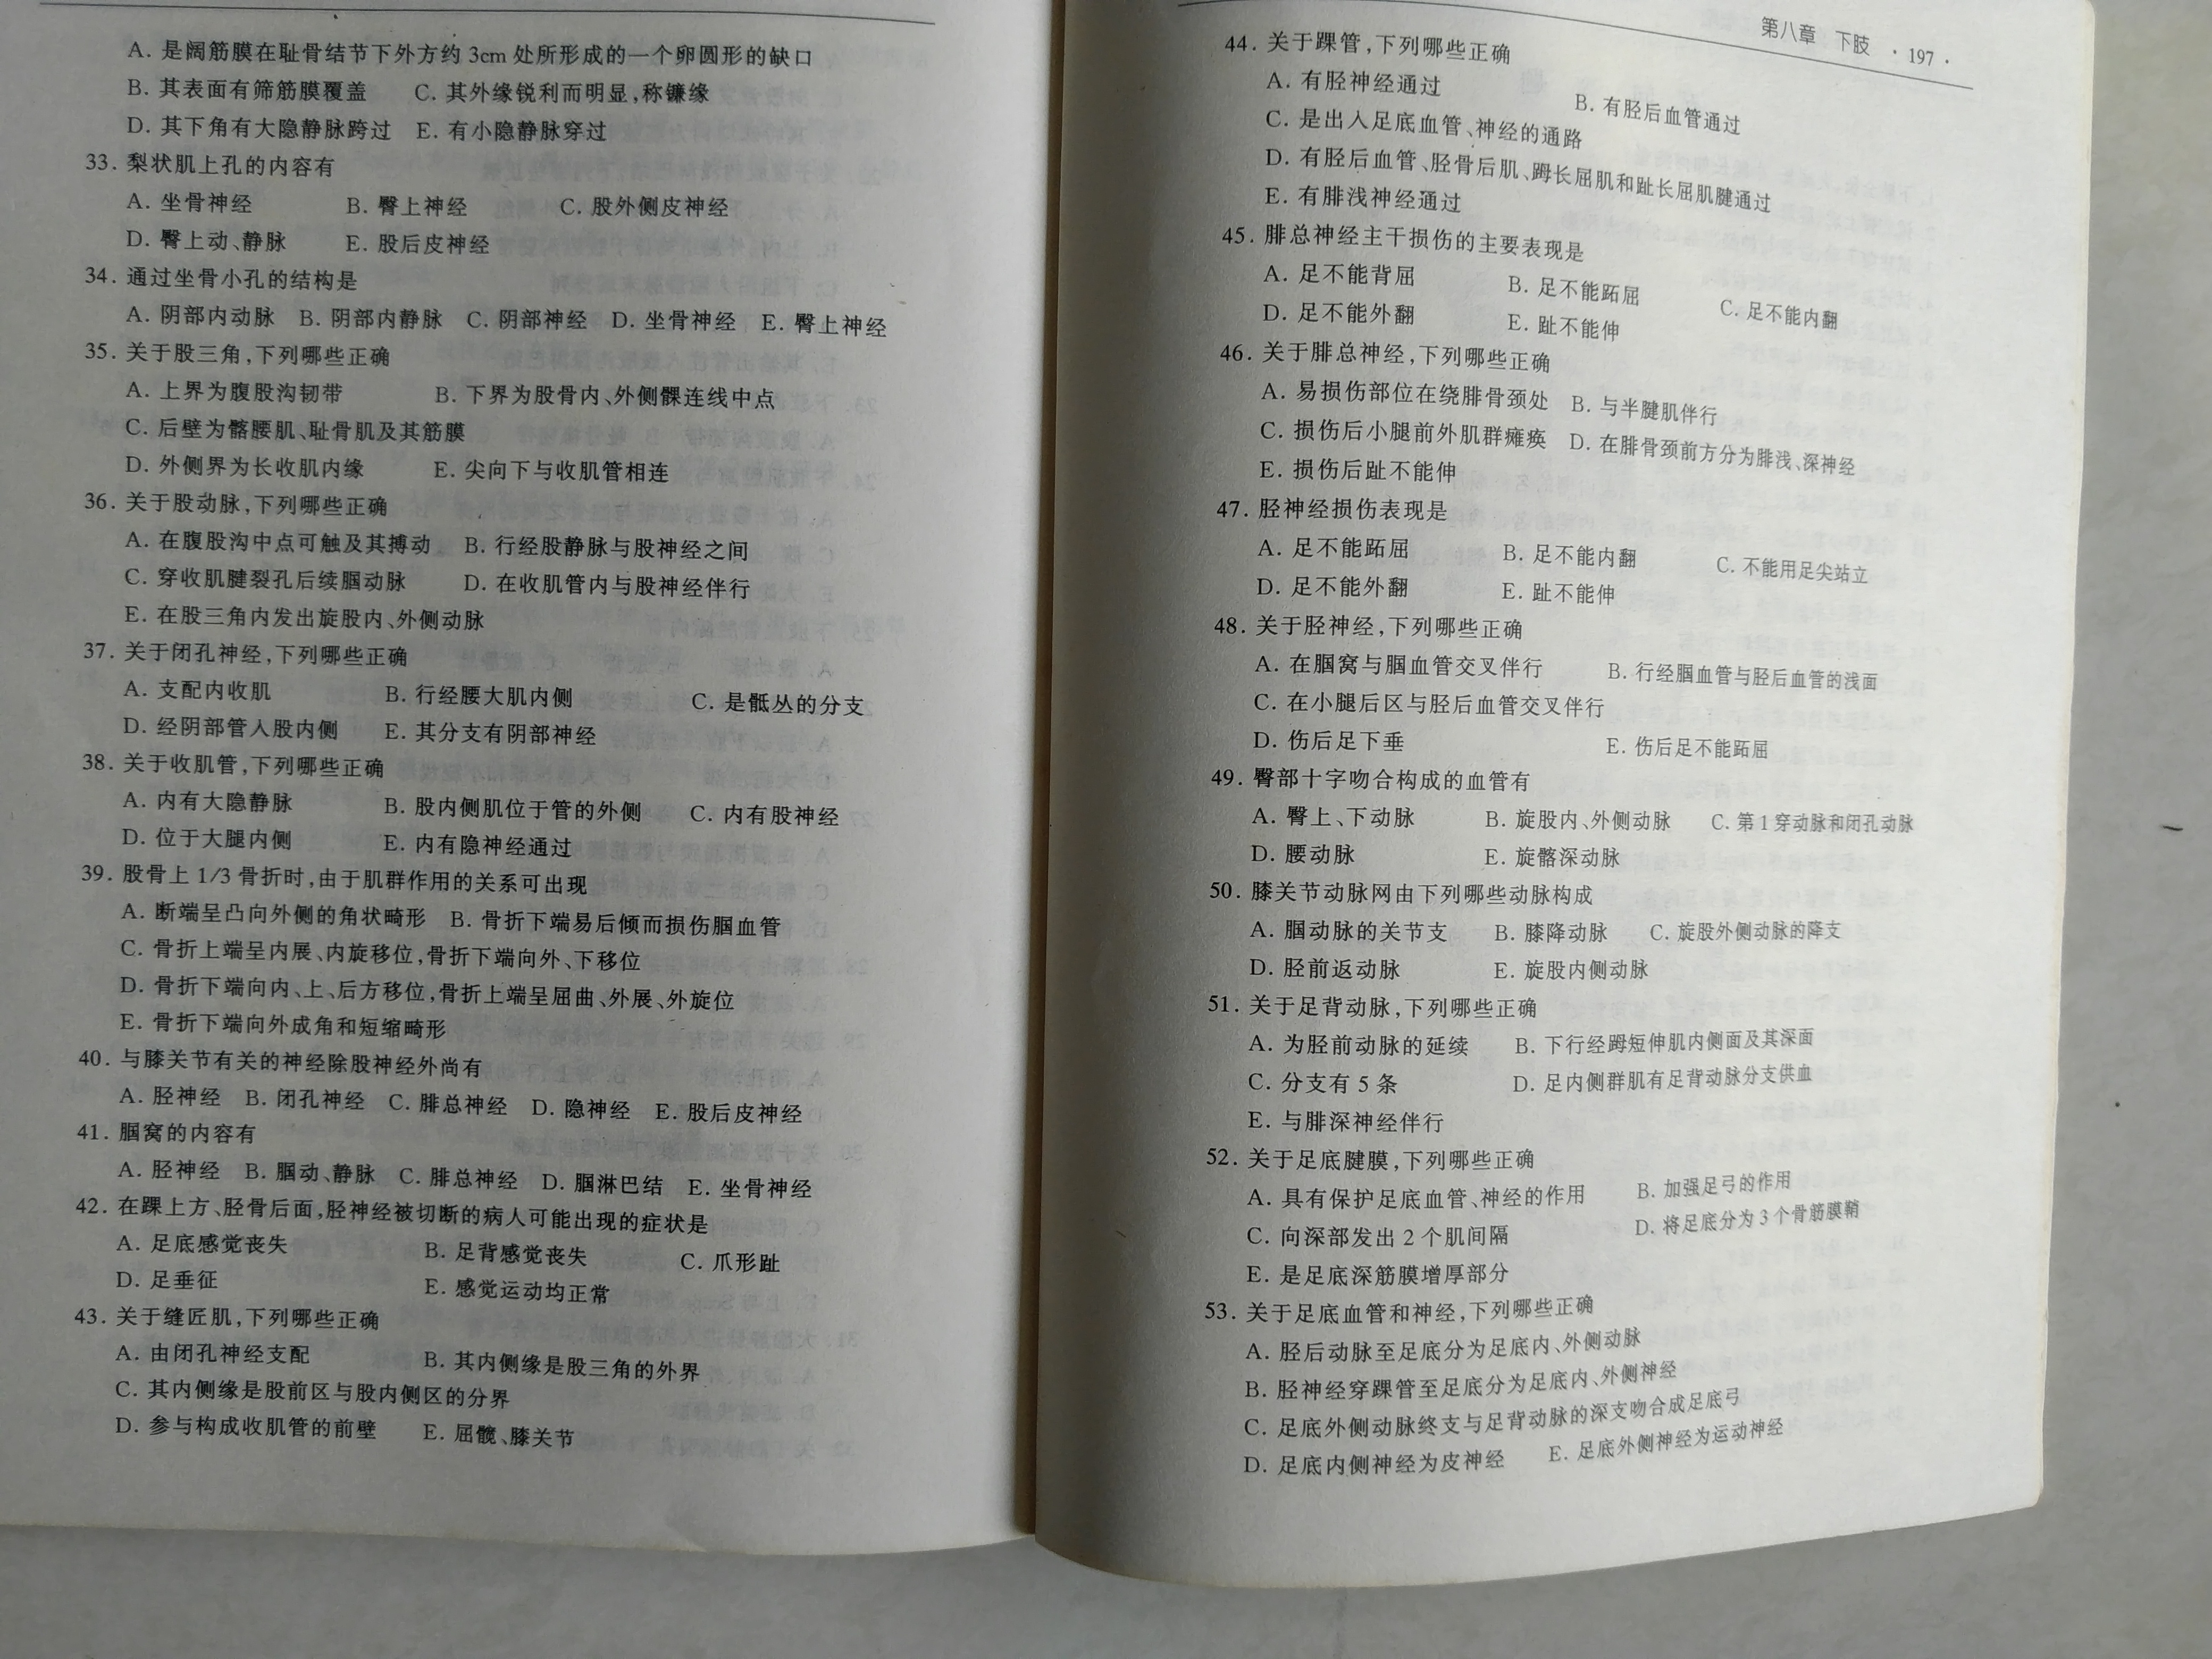 A. 是阔筋膜在耻骨结节下外方约 3cm 处所形成的一个卵圆形的缺口
B. 其表面有筛筋膜覆盖 C. 其外缘锐利而明显,称镰缘
D. 其下角有大隐静脉跨过 E. 有小隐静脉穿过
33. 梨状肌上孔的内容有
A. 坐骨神经 B. 臀上神经 C. 股外侧皮神经
D. 臀上动、静脉 E. 股后皮神经
34. 通过坐骨小孔的结构是
A. 阴部内动脉 B. 阴部内静脉 C. 阴部神经 D. 坐骨神经 E. 臀上神经
35. 关于股三角,下列哪些正确
A. 上界为腹股沟韧带 B. 下界为股骨内、外侧髁连线中点
C. 后壁为髂腰肌、耻骨肌及其筋膜
D. 外侧界为长收肌内缘 E. 尖向下与收肌管相连
36. 关于股动脉,下列哪些正确
A. 在腹股沟中点可触及其搏动 B. 行经股静脉与股神经之间
C. 穿收肌腱裂孔后续腘动脉 D. 在收肌管内与股神经伴行
E. 在股三角内发出旋股内、外侧动脉
37. 关于闭孔神经,下列哪些正确
A. 支配内收肌 B. 行经腰大肌内侧 C. 是骶丛的分支
D. 经阴部管入股内侧 E. 其分支有阴部神经
38. 关于收肌管,下列哪些正确
A. 内有大隐静脉 B. 股内侧肌位于管的外侧 C. 内有股神经
D. 位于大腿内侧 E. 内有隐神经通过
39. 股骨上 1/3 骨折时,由于肌群作用的关系可出现
A. 断端呈凸向外侧的角状畸形 B. 骨折下端易后倾而损伤腘血管
C. 骨折上端呈内展、内旋移位,骨折下端向外、下移位
D. 骨折下端向内、上、后方移位,骨折上端呈屈曲、外展、外旋位
E. 骨折下端向外成角和短缩畸形
40. 与膝关节有关的神经除股神经外尚有
A. 胫神经 B. 闭孔神经 C. 腓总神经 D. 隐神经 E. 股后皮神经
41. 腘窝的内容有
A. 胫神经 B. 腘动、静脉 C. 腓总神经 D. 腘淋巴结 E. 坐骨神经
42. 在踝上方、胫骨后面,胫神经被切断的病人可能出现的症状是
A. 足底感觉丧失 B. 足背感觉丧失 C. 爪形趾
D. 足垂征 E. 感觉运动均正常
43. 关于缝匠肌,下列哪些正确
A. 由闭孔神经支配 B. 其内侧缘是股三角的外界
C. 其内侧缘是股前区与股内侧区的分界
D. 参与构成收肌管的前壁 E. 屈髋、膝关节
第八章 下肢 · 197 ·
44. 关于踝管,下列哪些正确
A. 有胫神经通过 B. 有胫后血管通过
C. 是出入足底血管、神经的通路
D. 有胫后血管、胫骨后肌、踇长屈肌和趾长屈肌腱通过
E. 有腓浅神经通过
45. 腓总神经主干损伤的主要表现是
A. 足不能背屈 B. 足不能跖屈 C. 足不能内翻
D. 足不能外翻 E. 趾不能伸
46. 关于腓总神经,下列哪些正确
A. 易损伤部位在绕腓骨颈处 B. 与半腱肌伴行
C. 损伤后小腿前外肌群瘫痪 D. 在腓骨颈前方分为腓浅、深神经
E. 损伤后趾不能伸
47. 胫神经损伤表现是
A. 足不能跖屈 B. 足不能内翻 C. 不能用足尖站立
D. 足不能外翻 E. 趾不能伸
48. 关于胫神经,下列哪些正确
A. 在腘窝与腘血管交叉伴行 B. 行经腘血管与胫后血管的浅面
C. 在小腿后区与胫后血管交叉伴行
D. 伤后足下垂 E. 伤后足不能跖屈
49. 臀部十字吻合构成的血管有
A. 臀上、下动脉 B. 旋股内、外侧动脉 C. 第 1 穿动脉和闭孔动脉
D. 腰动脉 E. 旋髂深动脉
50. 膝关节动脉网由下列哪些动脉构成
A. 腘动脉的关节支 B. 膝降动脉 C. 旋股外侧动脉的降支
D. 胫前返动脉 E. 旋股内侧动脉
51. 关于足背动脉,下列哪些正确
A. 为胫前动脉的延续 B. 下行经踇短伸肌内侧面及其深面
C. 分支有 5 条 D. 足内侧群肌有足背动脉分支供血
E. 与腓深神经伴行
52. 关于足底腱膜,下列哪些正确
A. 具有保护足底血管、神经的作用 B. 加强足弓的作用
C. 向深部发出 2 个肌间隔 D. 将足底分为 3 个骨筋膜鞘
E. 是足底深筋膜增厚部分
53. 关于足底血管和神经,下列哪些正确
A. 胫后动脉至足底分为足底内、外侧动脉
B. 胫神经穿踝管至足底分为足底内、外侧神经
C. 足底外侧动脉终支与足背动脉的深支吻合成足底弓
D. 足底内侧神经为皮神经 E. 足底外侧神经为运动神经